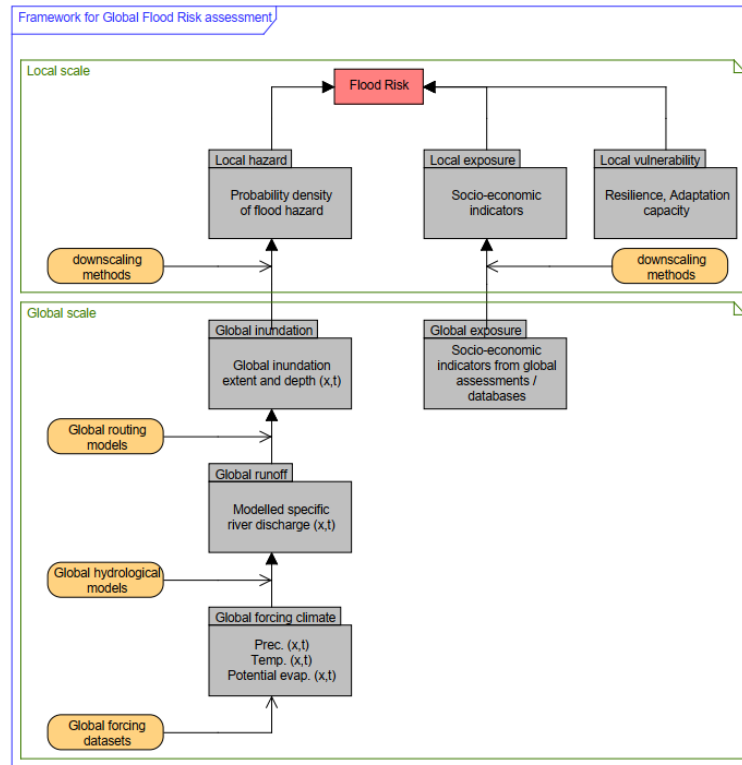 Framework for Global Flood Risk assessment
Local scale
Flood Risk
Local hazard
Probability density
of flood hazard
Local exposure
Socio-economic
indicators
Local vulnerability
Resilience, Adaptation
capacity
downscaling
methods
downscaling
methods
Global scale
Global inundation
Global inundation
extent and depth (x,t)
Global exposure
Socio-economic
indicators from global
assessments /
databases
Global routing
models
Global runoff
Modelled specific
river discharge (x,t)
Global hydrological
models
Global forcing climate
Prec. (x,t)
Temp. (x,t)
Potential evap. (x,t)
Global forcing
datasets